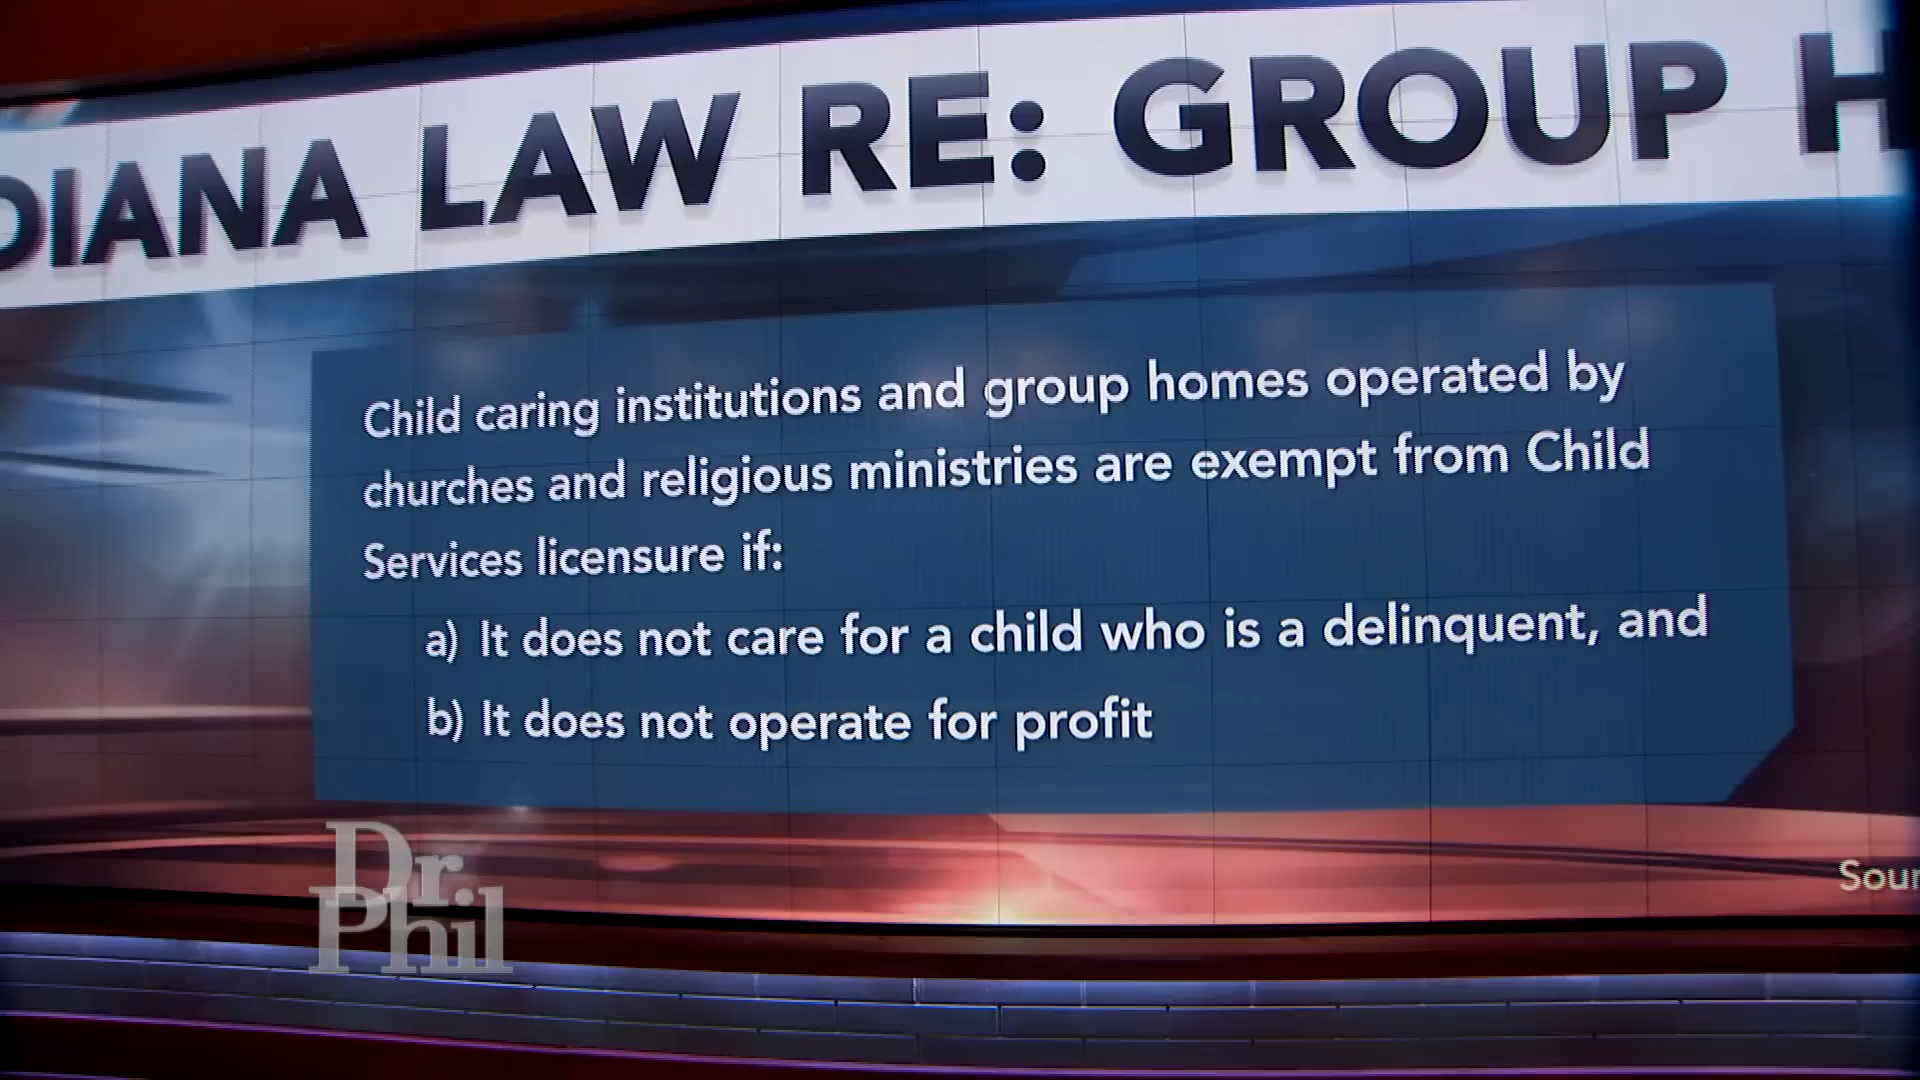 DIANA LAW RE: GROUP H
Child caring institutions and group homes operated by
churches and religious ministries are exempt from Child
Services licensure if:
a) It does not care for a child who is a delinquent, and
b) It does not operate for profit
Sour
Dr.
Phil